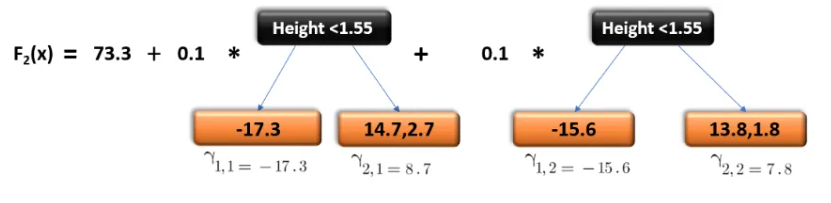 Height <1.55 Height <1.55
F₂(x) = 73.3 + 0.1 * + 0.1 *
-17.3 14.7,2.7 -15.6 13.8,1.8
γ₁,₁ = −17.3 γ₂,₁ = 8.7 γ₁,₂ = −15.6 γ₂,₂ = 7.8